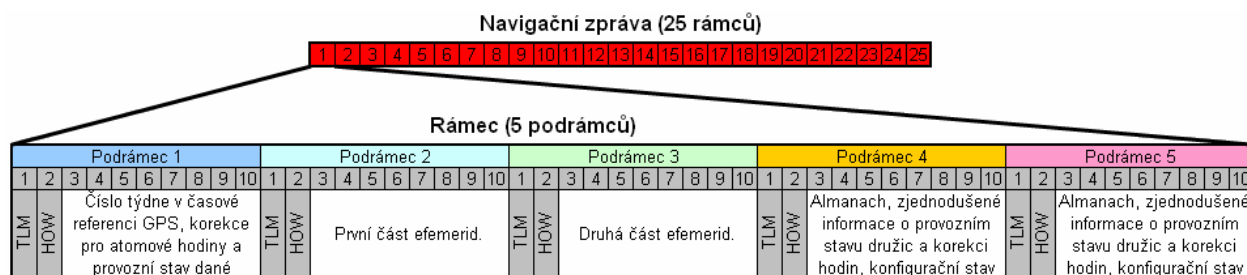 Navigační zpráva (25 rámců)
1 2 3 4 5 6 7 8 9 10 11 12 13 14 15 16 17 18 19 20 21 22 23 24 25
Rámec (5 podrámců)
Podrámec 1 Podrámec 2 Podrámec 3 Podrámec 4 Podrámec 5
1 2 3 4 5 6 7 8 9 10 1 2 3 4 5 6 7 8 9 10 1 2 3 4 5 6 7 8 9 10 1 2 3 4 5 6 7 8 9 10 1 2 3 4 5 6 7 8 9 10
TLM
HOW
Číslo týdne v časové
referenci GPS, korekce
pro atomové hodiny a
provozní stav dané
TLM
HOW
První část efemerid.
TLM
HOW
Druhá část efemerid.
TLM
HOW
Almanach, zjednodušené
informace o provozním
stavu družic a korekci
hodin, konfigurační stav
TLM
HOW
Almanach, zjednodušené
informace o provozním
stavu družic a korekci
hodin, konfigurační stav